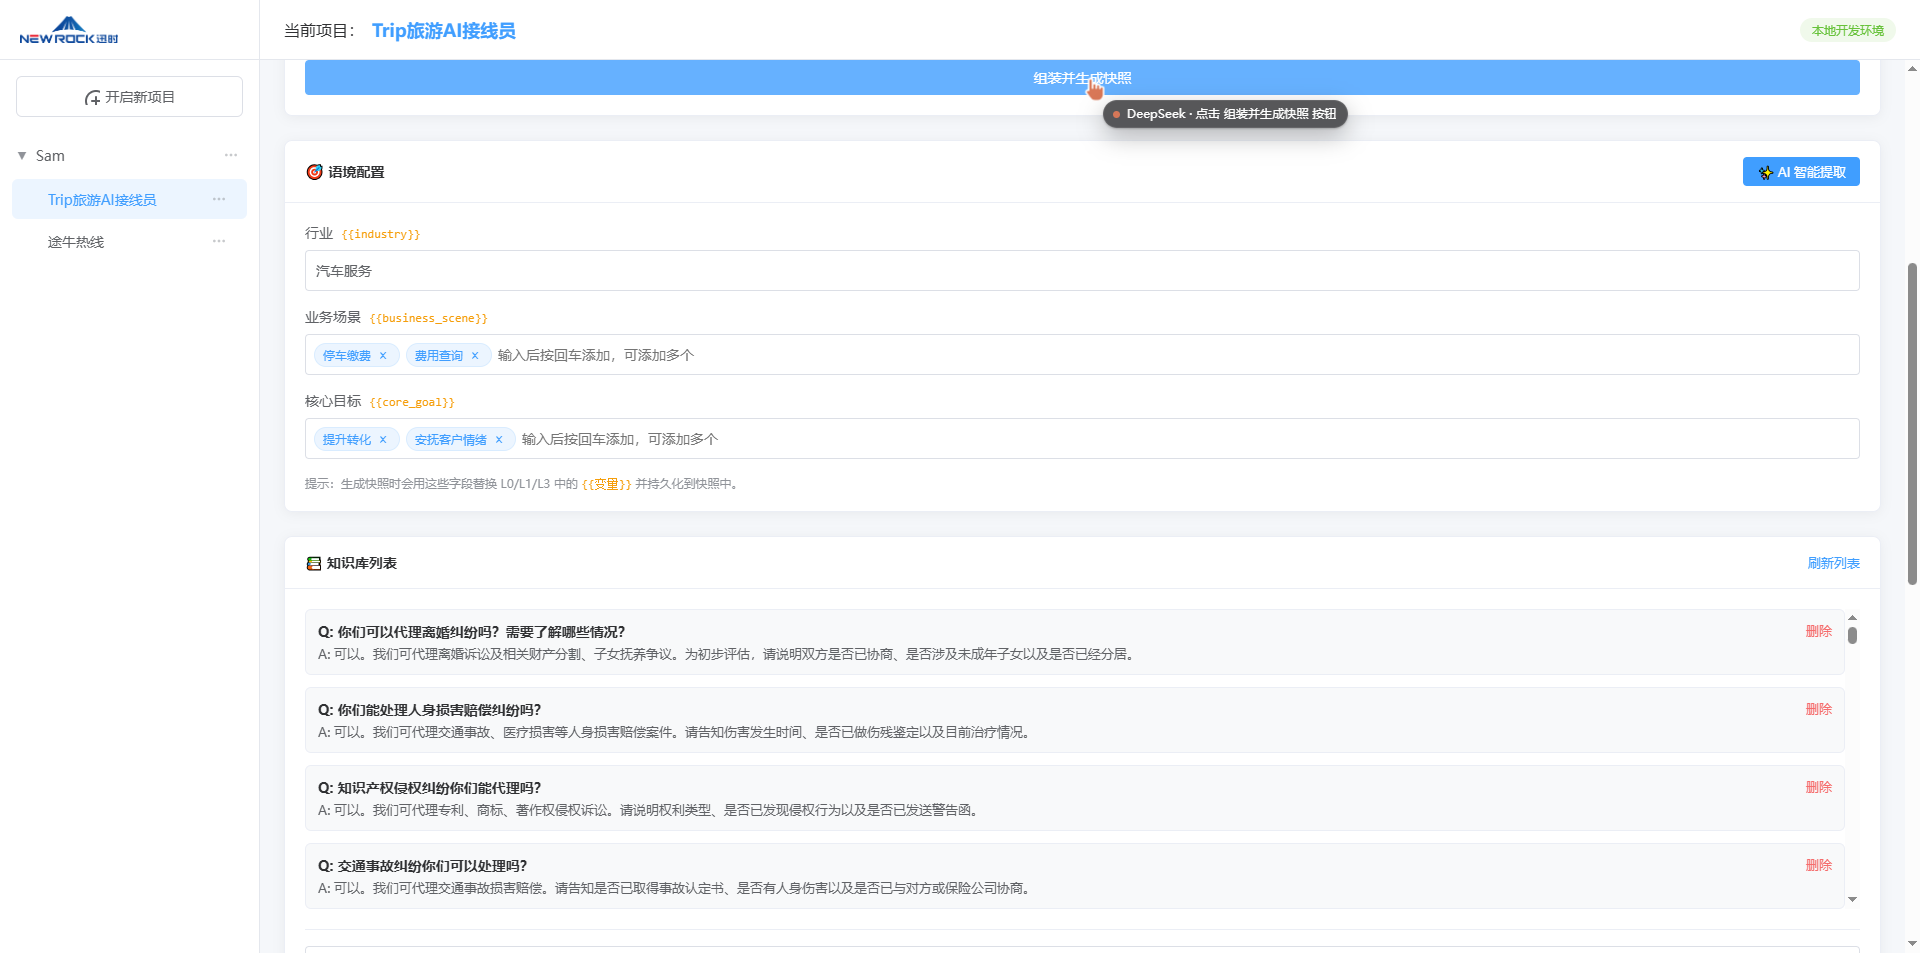 NEWROCK迅时
当前项目： Trip旅游AI接线员
本地开发环境
开启新项目
▼ Sam ···
Trip旅游AI接线员 ···
途牛热线 ···
组装并生成快照
DeepSeek · 点击 组装并生成快照 按钮
语境配置
AI 智能提取
行业 {{industry}}
汽车服务
业务场景 {{business_scene}}
停车缴费 × 费用查询 × 输入后按回车添加，可添加多个
核心目标 {{core_goal}}
提升转化 × 安抚客户情绪 × 输入后按回车添加，可添加多个
提示：生成快照时会用这些字段替换 L0/L1/L3 中的 {{变量}} 并持久化到快照中。
知识库列表
刷新列表
Q: 你们可以代理离婚纠纷吗？需要了解哪些情况？
删除
A: 可以。我们可代理离婚诉讼及相关财产分割、子女抚养争议。为初步评估，请说明双方是否已协商、是否涉及未成年子女以及是否已经分居。
Q: 你们能处理人身损害赔偿纠纷吗？
删除
A: 可以。我们可代理交通事故、医疗损害等人身损害赔偿案件。请告知伤害发生时间、是否已做伤残鉴定以及目前治疗情况。
Q: 知识产权侵权纠纷你们能代理吗？
删除
A: 可以。我们可代理专利、商标、著作权侵权诉讼。请说明权利类型、是否已发现侵权行为以及是否已发送警告函。
Q: 交通事故纠纷你们可以处理吗？
删除
A: 可以。我们可代理交通事故损害赔偿。请告知是否已取得事故认定书、是否有人身伤害以及是否已与对方或保险公司协商。